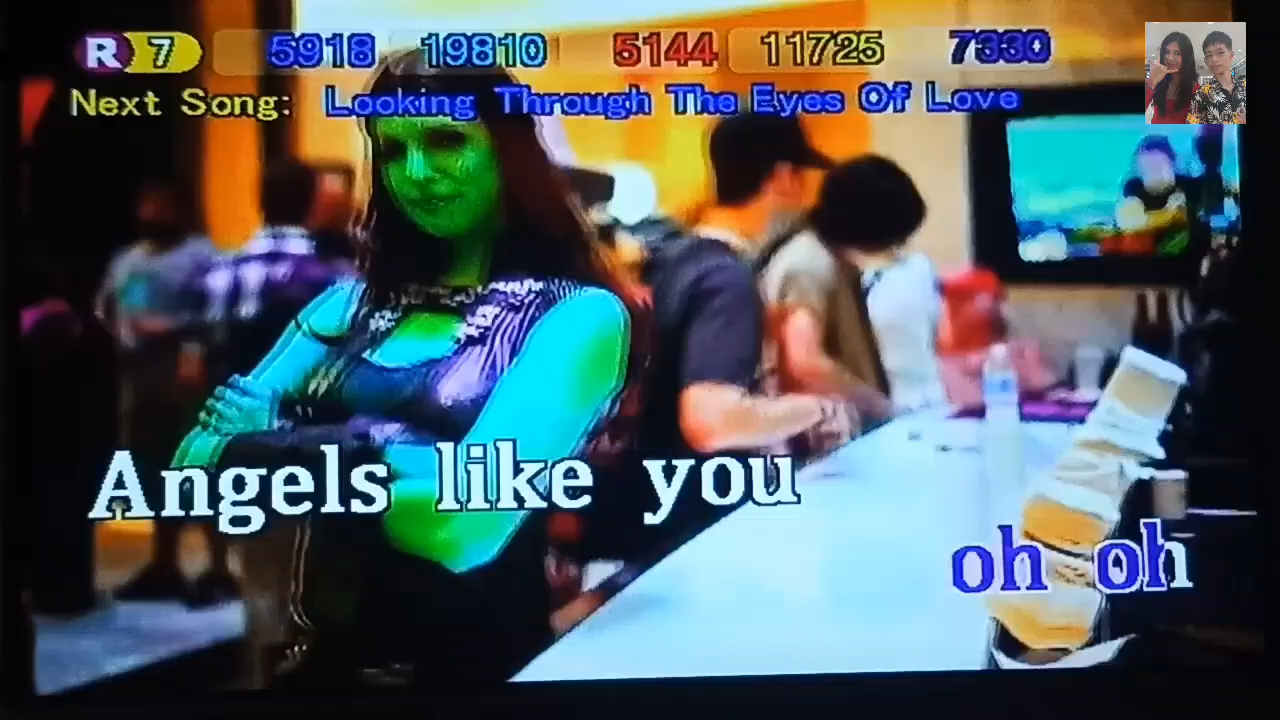 R 7 5918 19810 5144 11725 7330
Next Song: Looking Through The Eyes Of Love
Angels like you
oh oh